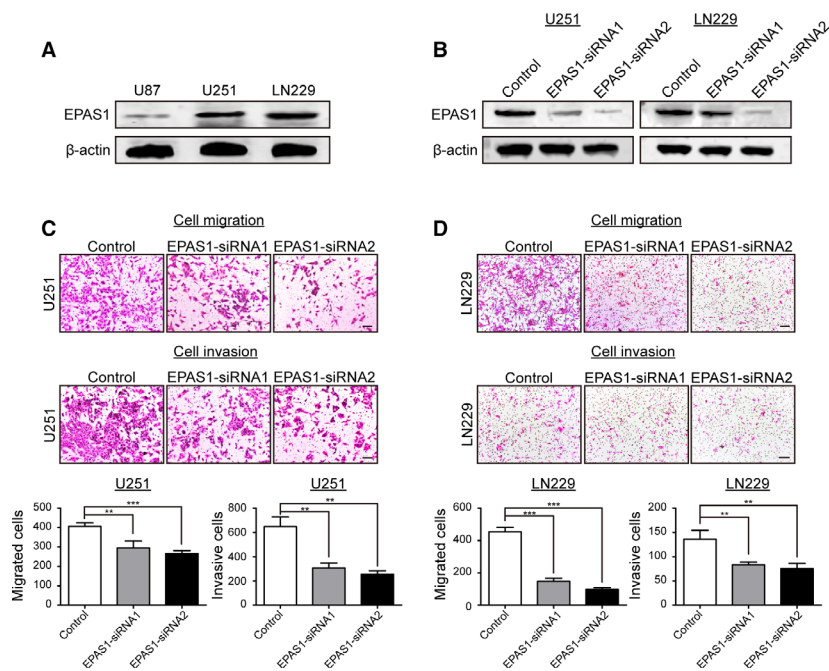 A
U87 U251 LN229
EPAS1
β-actin
B
U251 LN229
Control EPAS1-siRNA1 EPAS1-siRNA2 Control EPAS1-siRNA1 EPAS1-siRNA2
EPAS1
β-actin
C
Cell migration
Control EPAS1-siRNA1 EPAS1-siRNA2
U251
Cell invasion
Control EPAS1-siRNA1 EPAS1-siRNA2
U251
U251
Migrated cells
500
400
300
200
100
0
**
***
Control EPAS1-siRNA1 EPAS1-siRNA2
U251
Invasive cells
800
600
400
200
0
**
**
Control EPAS1-siRNA1 EPAS1-siRNA2
D
Cell migration
Control EPAS1-siRNA1 EPAS1-siRNA2
LN229
Cell invasion
Control EPAS1-siRNA1 EPAS1-siRNA2
LN229
LN229
Migrated cells
600
400
200
0
***
***
Control EPAS1-siRNA1 EPAS1-siRNA2
LN229
Invasive cells
200
150
100
50
0
**
**
Control EPAS1-siRNA1 EPAS1-siRNA2